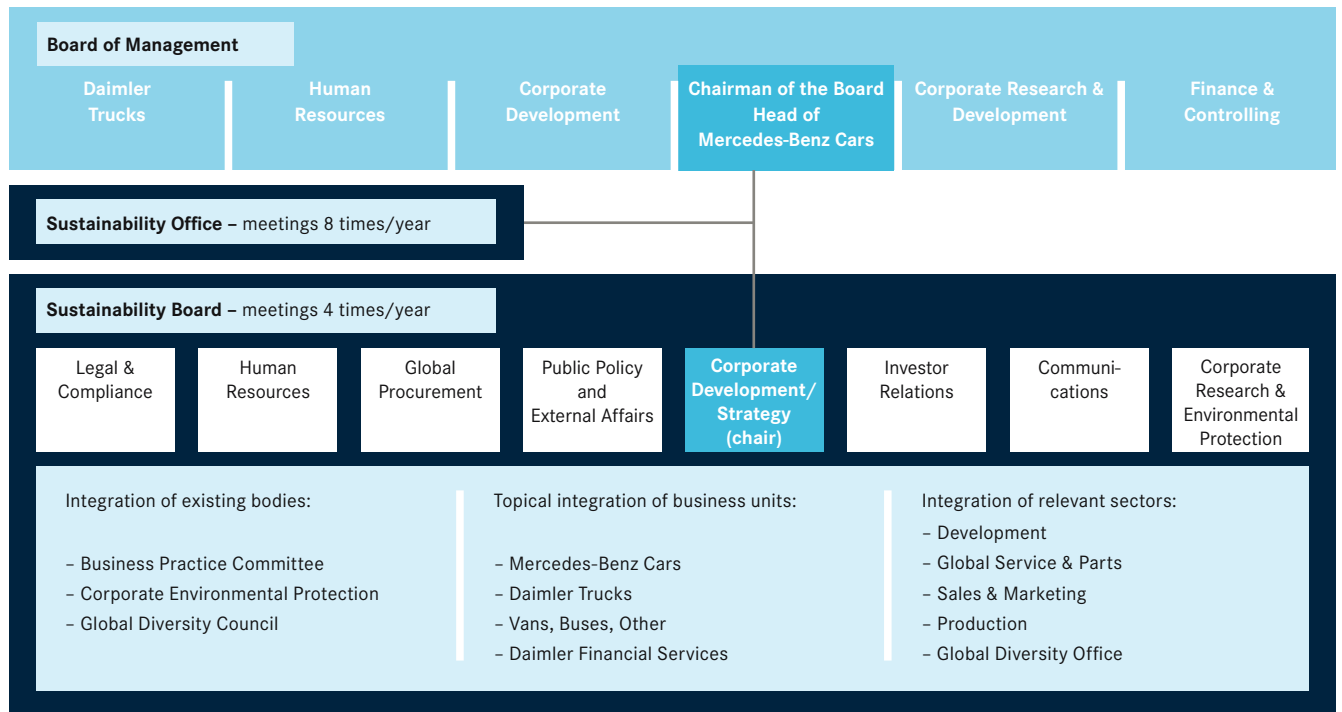 Board of Management
Daimler
Trucks
Human
Resources
Corporate
Development
Chairman of the Board
Head of
Mercedes-Benz Cars
Corporate Research &
Development
Finance &
Controlling
Sustainability Office – meetings 8 times/year
Sustainability Board – meetings 4 times/year
Legal &
Compliance
Human
Resources
Global
Procurement
Public Policy
and
External Affairs
Corporate
Development/
Strategy
(chair)
Investor
Relations
Communi-
cations
Corporate
Research &
Environmental
Protection
Integration of existing bodies:
– Business Practice Committee
– Corporate Environmental Protection
– Global Diversity Council
Topical integration of business units:
– Mercedes-Benz Cars
– Daimler Trucks
– Vans, Buses, Other
– Daimler Financial Services
Integration of relevant sectors:
– Development
– Global Service & Parts
– Sales & Marketing
– Production
– Global Diversity Office